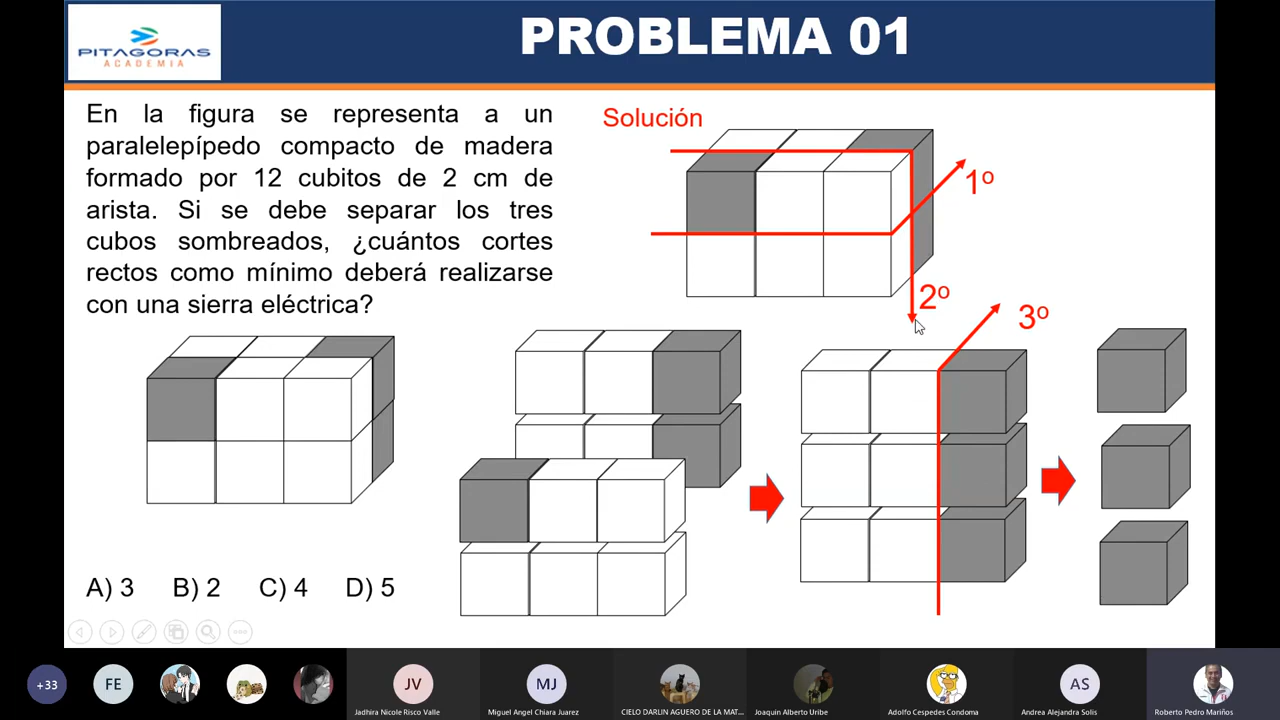 PITAGORAS
ACADEMIA
PROBLEMA 01
En la figura se representa a un
paralelepípedo compacto de madera
formado por 12 cubitos de 2 cm de
arista. Si se debe separar los tres
cubos sombreados, ¿cuántos cortes
rectos como mínimo deberá realizarse
con una sierra eléctrica?
Solución
1º
2º
3º
A) 3 B) 2 C) 4 D) 5
+33
FE
JV
Jadhira Nicole Risco Valle
MJ
Miguel Angel Chiara Juarez
CIELO DARLIN AGUERO DE LA MAT...
Joaquin Alberto Uribe
Adolfo Cespedes Condoma
AS
Andrea Alejandra Solis
Roberto Pedro Mariños